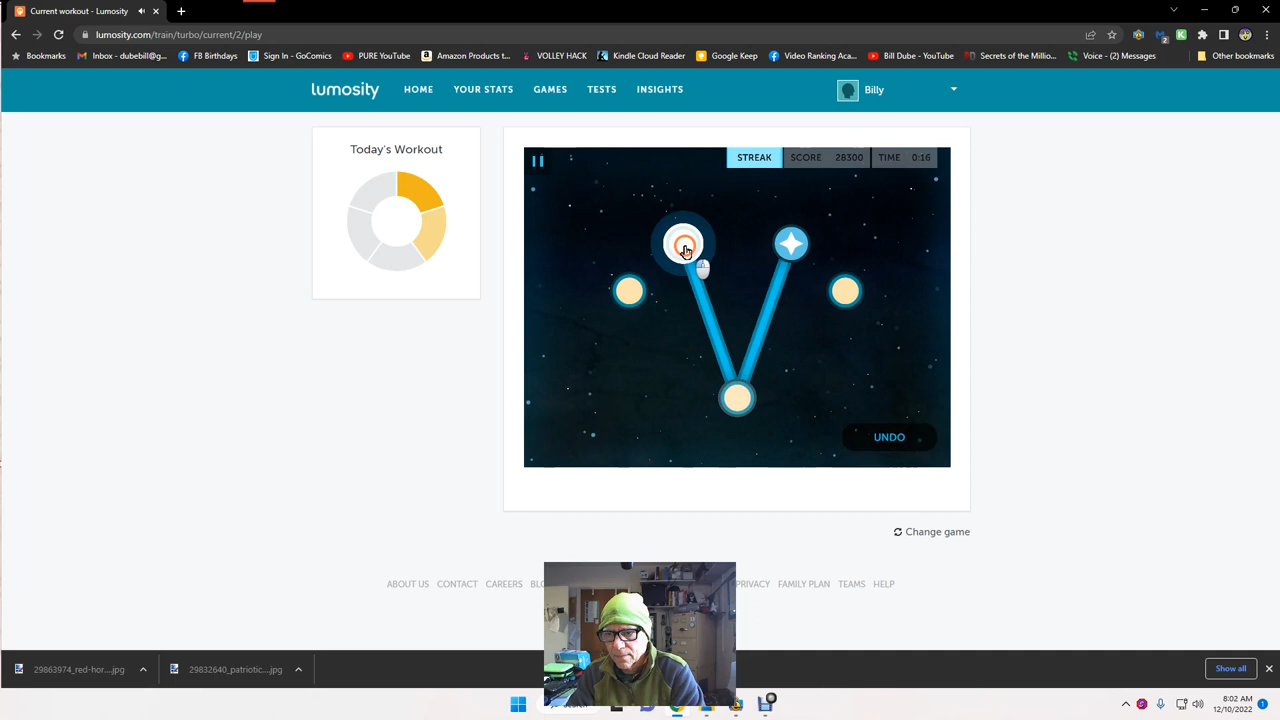 Current workout - Lumosity
lumosity.com/train/turbo/current/2/play
Bookmarks
Inbox - dubebill@g...
FB Birthdays
Sign In - GoComics
PURE YouTube
Amazon Products t...
VOLLEY HACK
Kindle Cloud Reader
Google Keep
Video Ranking Aca...
Bill Dube - YouTube
Secrets of the Millio...
Voice - (2) Messages
Other bookmarks
lumosity
HOME
YOUR STATS
GAMES
TESTS
INSIGHTS
Billy
Today's Workout
STREAK
SCORE 28300
TIME 0:16
UNDO
Change game
ABOUT US CONTACT CAREERS PRIVACY FAMILY PLAN TEAMS HELP
29863974_red-hor....jpg
29832640_patriotic....jpg
Show all
8:02 AM
12/10/2022